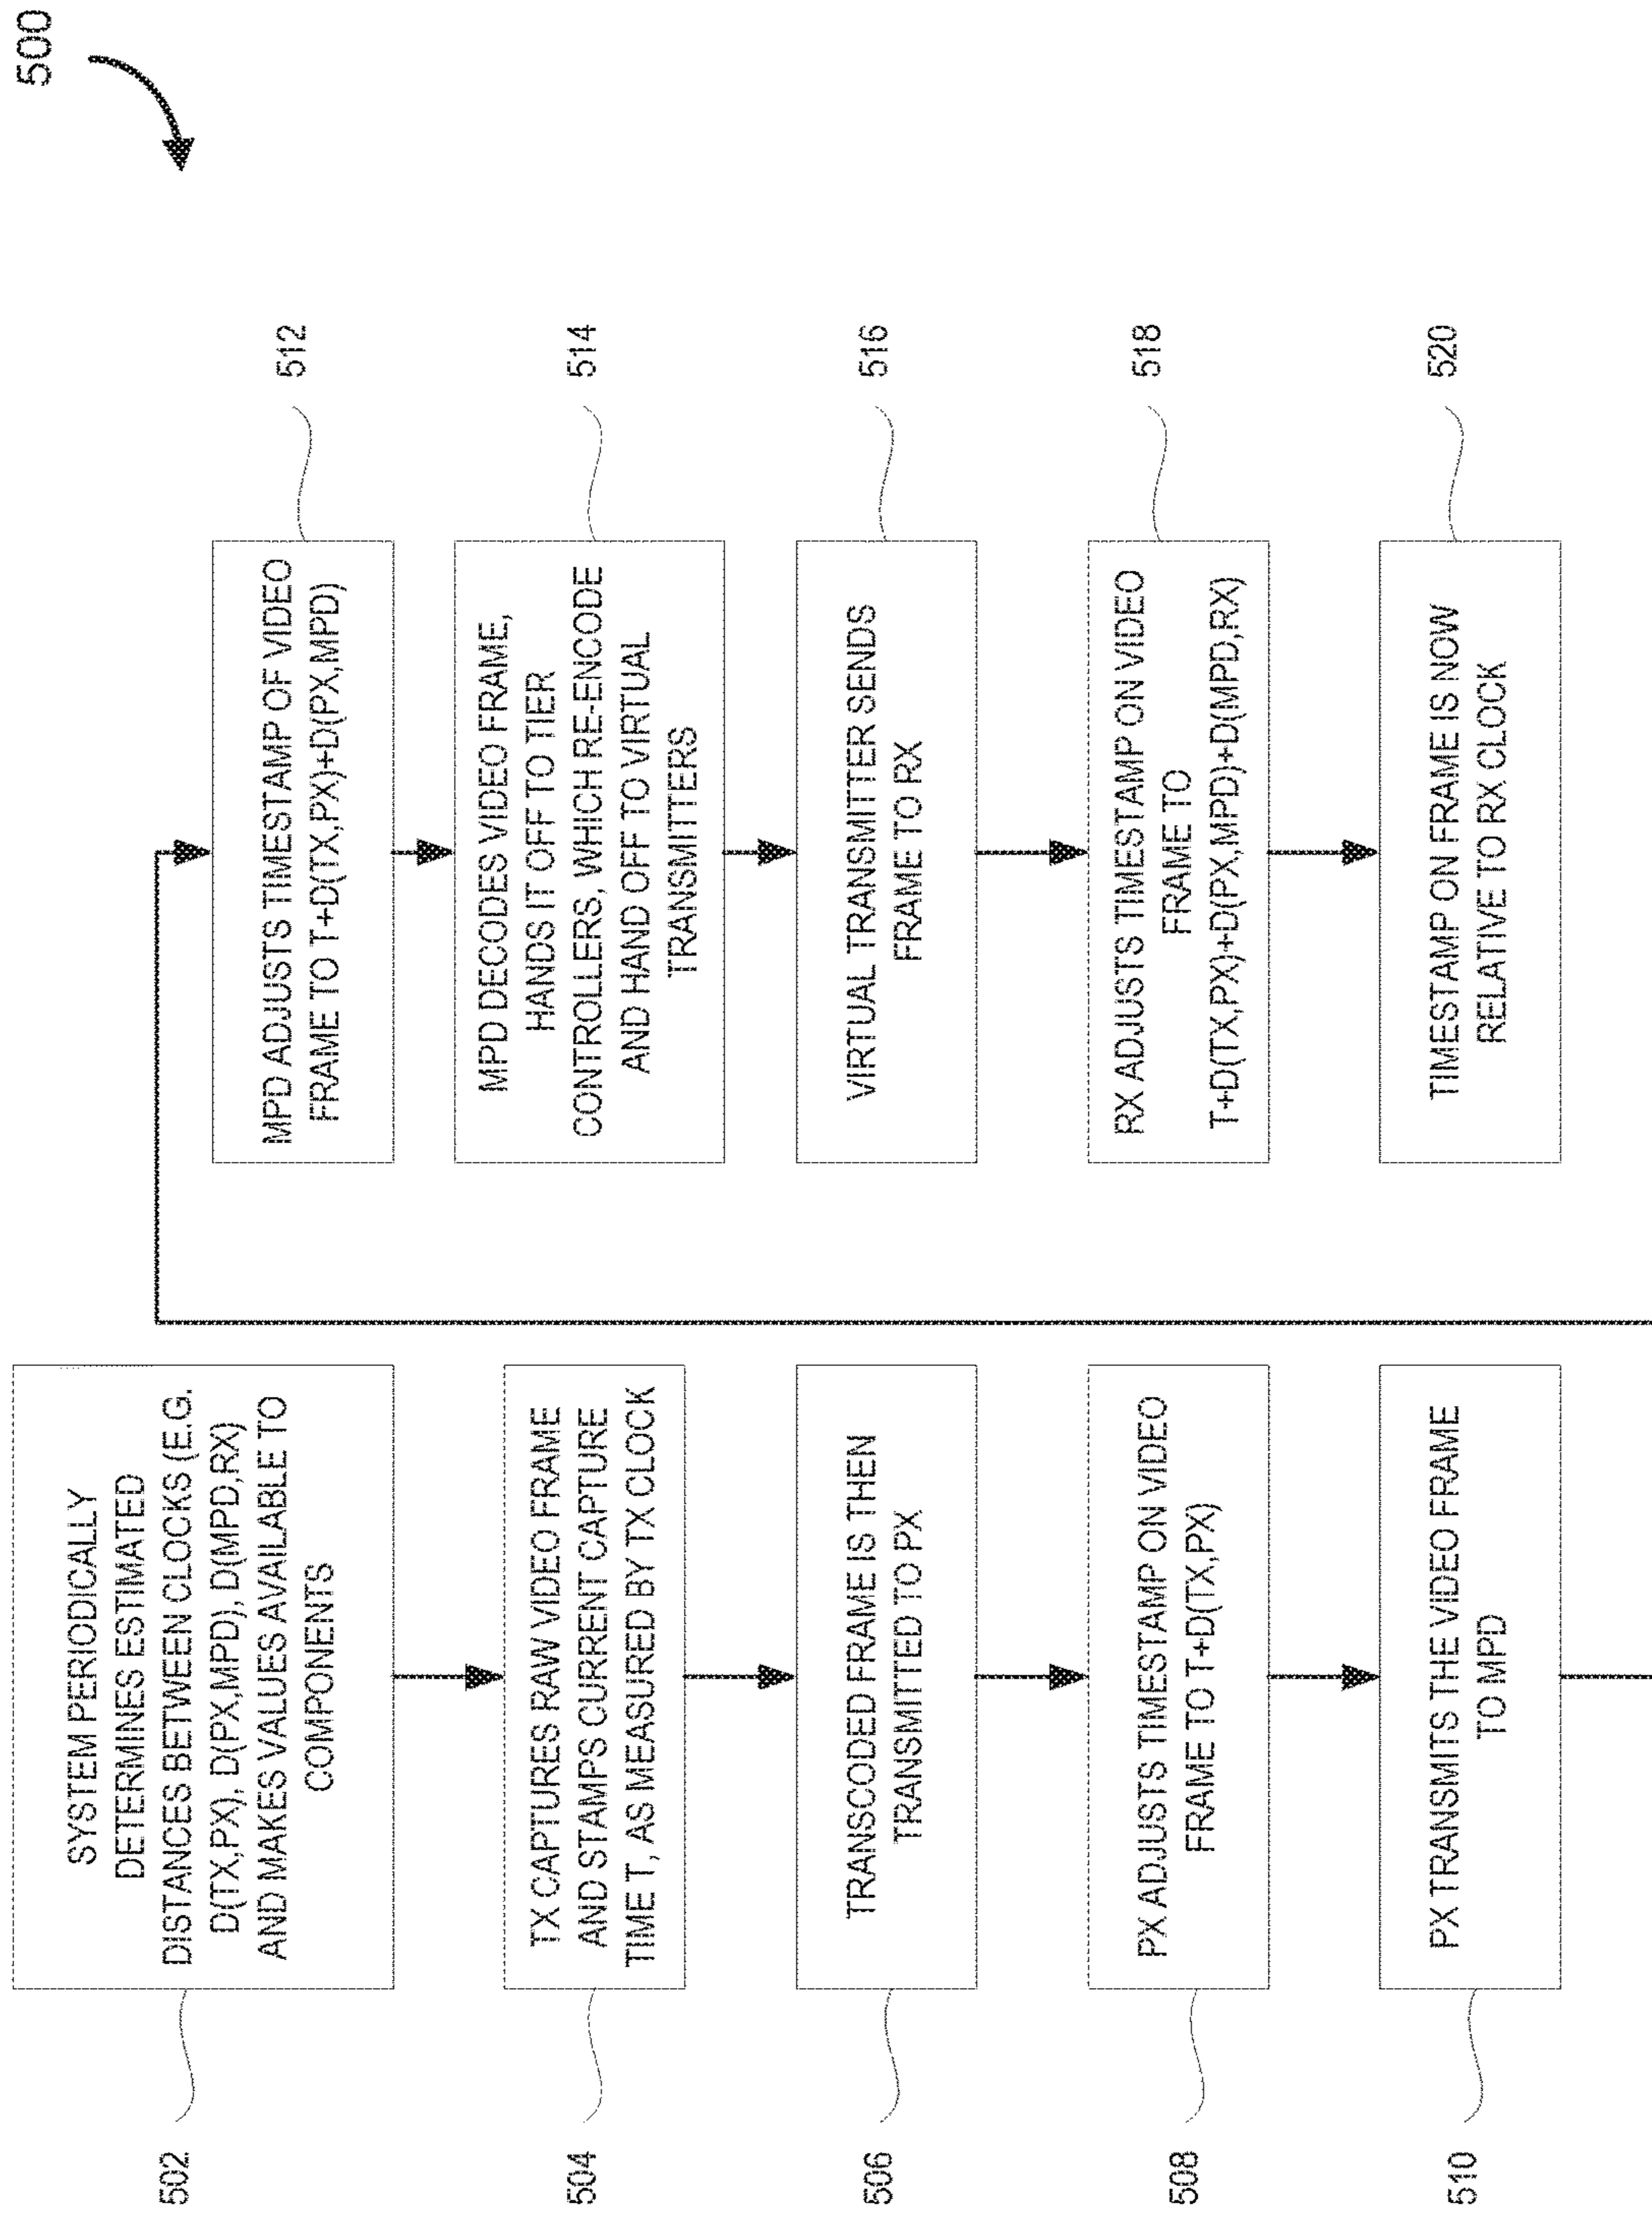 500
502
SYSTEM PERIODICALLY
DETERMINES ESTIMATED
DISTANCES BETWEEN CLOCKS (E.G.
D(TX,PX), D(PX,MPD), D(MPD,RX)
AND MAKES VALUES AVAILABLE TO
COMPONENTS
504
TX CAPTURES RAW VIDEO FRAME
AND STAMPS CURRENT CAPTURE
TIME T, AS MEASURED BY TX CLOCK
506
TRANSCODED FRAME IS THEN
TRANSMITTED TO PX
508
PX ADJUSTS TIMESTAMP ON VIDEO
FRAME TO T+D(TX,PX)
510
PX TRANSMITS THE VIDEO FRAME
TO MPD
512
MPD ADJUSTS TIMESTAMP OF VIDEO
FRAME TO T+D(TX,PX)+D(PX,MPD)
514
MPD DECODES VIDEO FRAME,
HANDS IT OFF TO TIER
CONTROLLERS, WHICH RE-ENCODE
AND HAND OFF TO VIRTUAL
TRANSMITTERS
516
VIRTUAL TRANSMITTER SENDS
FRAME TO RX
518
RX ADJUSTS TIMESTAMP ON VIDEO
FRAME TO
T+D(TX,PX)+D(PX,MPD)+D(MPD,RX)
520
TIMESTAMP ON FRAME IS NOW
RELATIVE TO RX CLOCK